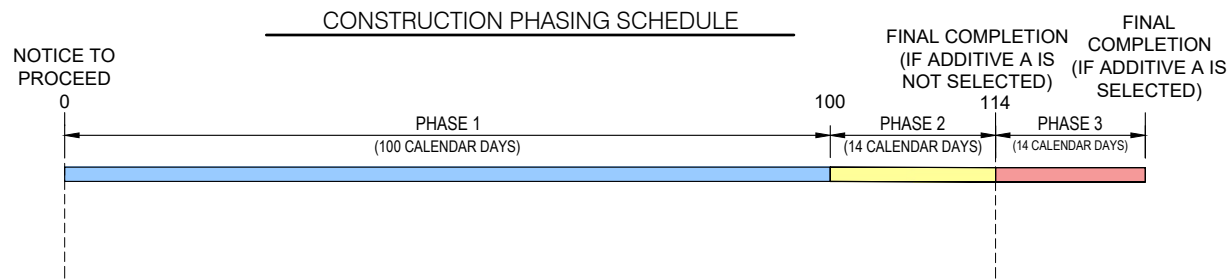 CONSTRUCTION PHASING SCHEDULE
NOTICE TO
PROCEED
FINAL COMPLETION
(IF ADDITIVE A IS
NOT SELECTED)
FINAL
COMPLETION
(IF ADDITIVE A IS
SELECTED)
0
100
114
PHASE 1
(100 CALENDAR DAYS)
PHASE 2
(14 CALENDAR DAYS)
PHASE 3
(14 CALENDAR DAYS)